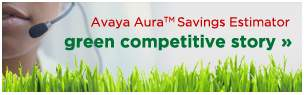 Avaya Aura™ Savings Estimator
green competitive story »